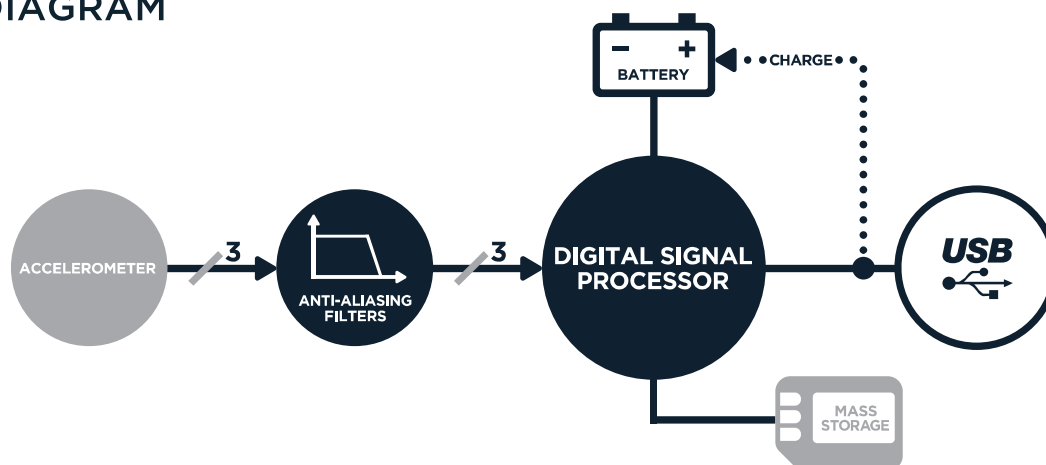 DIAGRAM
BATTERY
CHARGE
3
3
ACCELEROMETER
ANTI-ALIASING
FILTERS
DIGITAL SIGNAL
PROCESSOR
USB
MASS
STORAGE